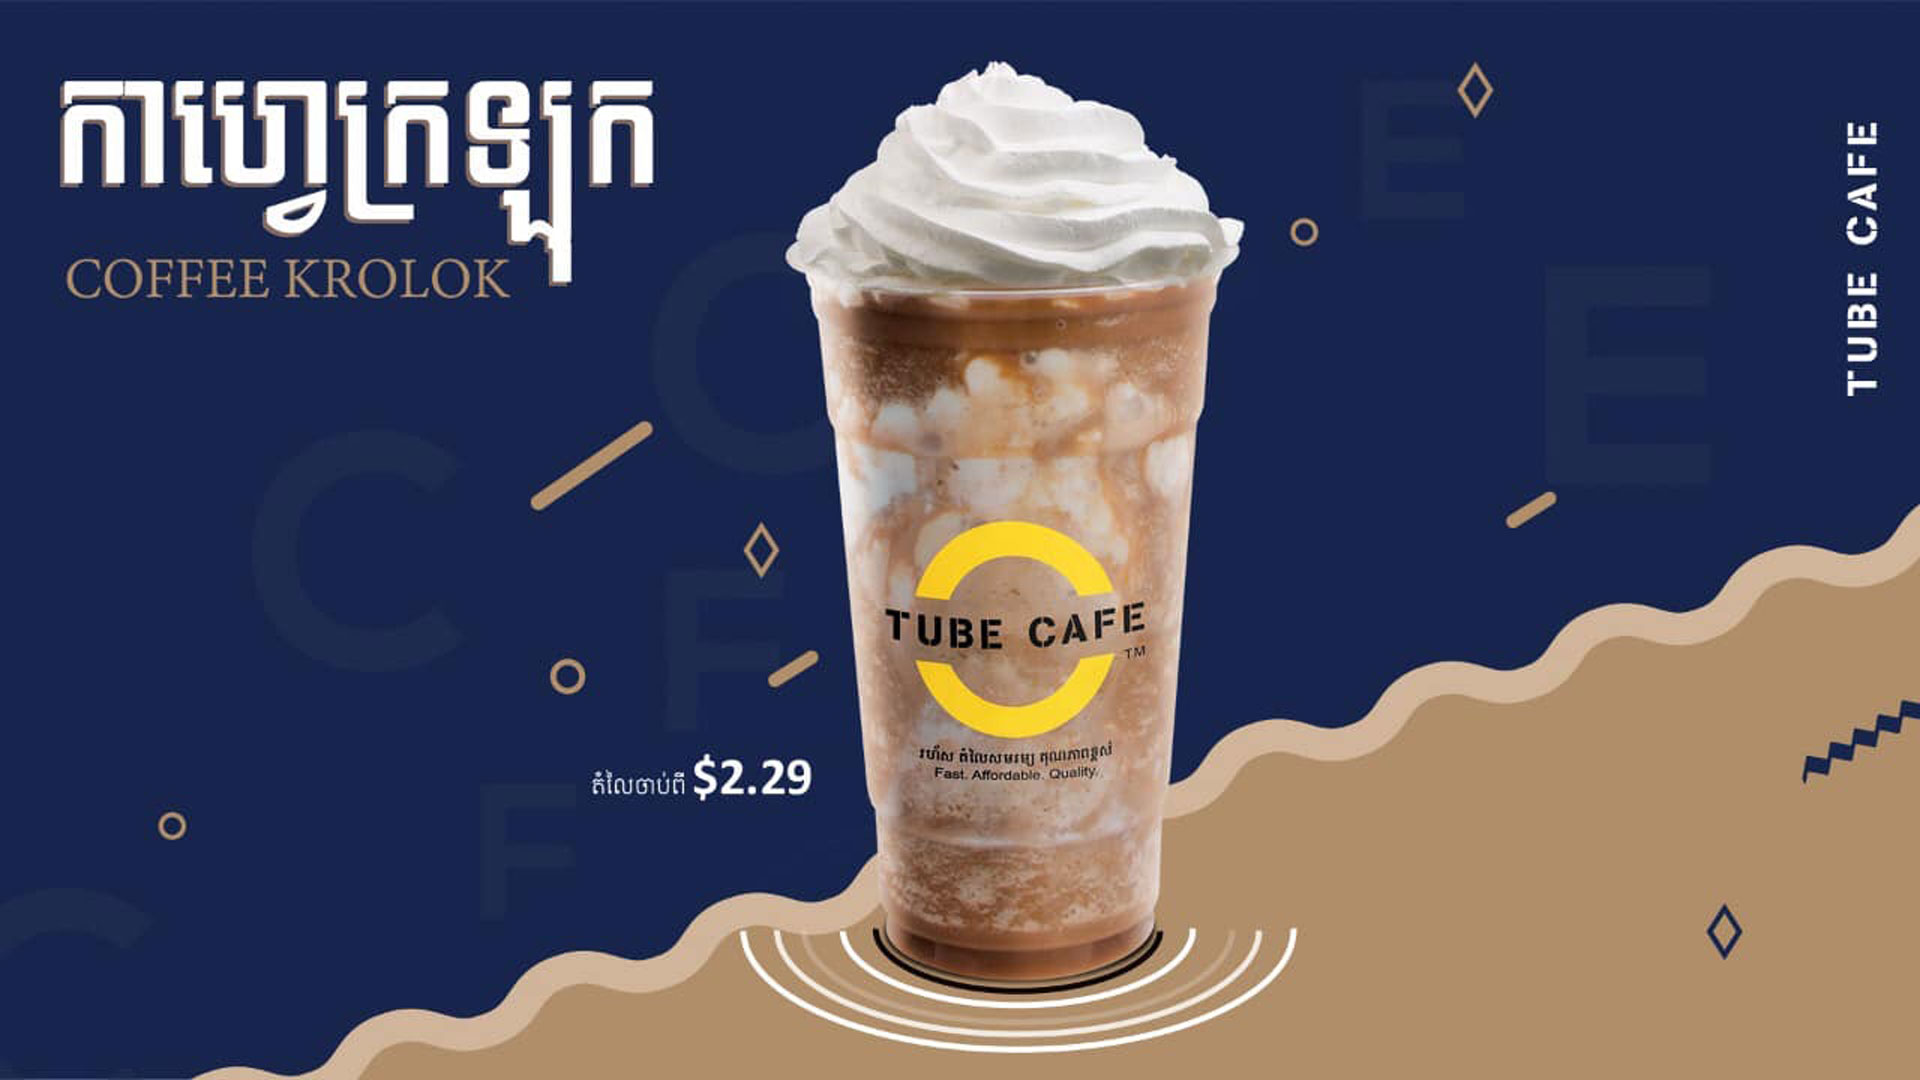 កាហ្វេក្រឡុក
COFFEE KROLOK
TUBE CAFE
TUBE CAFE
TM
រហ័ស តំលៃសមរម្យ គុណភាពខ្ពស់
Fast. Affordable. Quality.
តំលៃចាប់ពី $2.29